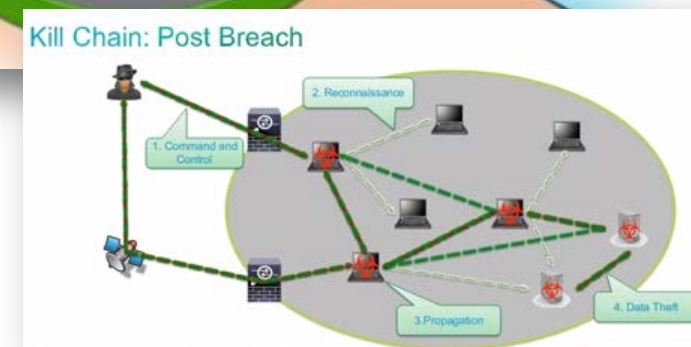 Kill Chain: Post Breach
2. Reconnaissance
1. Command and
Control
3.Propagation
4. Data Theft